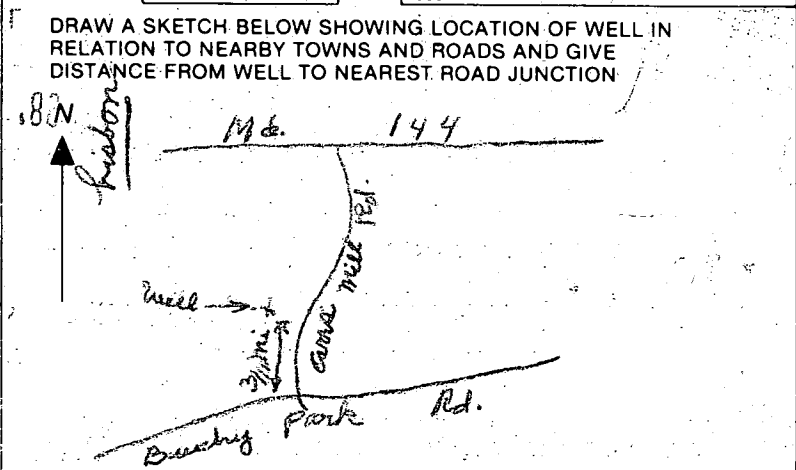 DRAW A SKETCH BELOW SHOWING LOCATION OF WELL IN
RELATION TO NEARBY TOWNS AND ROADS AND GIVE
DISTANCE FROM WELL TO NEAREST ROAD JUNCTION
N
Lisbon
Md. 144
Carrs Mill Rd.
Well
Park Rd.